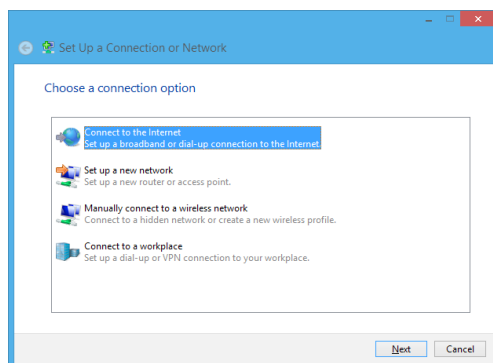 Set Up a Connection or Network
Choose a connection option
Connect to the Internet
Set up a broadband or dial-up connection to the Internet.
Set up a new network
Set up a new router or access point.
Manually connect to a wireless network
Connect to a hidden network or create a new wireless profile.
Connect to a workplace
Set up a dial-up or VPN connection to your workplace.
Next Cancel